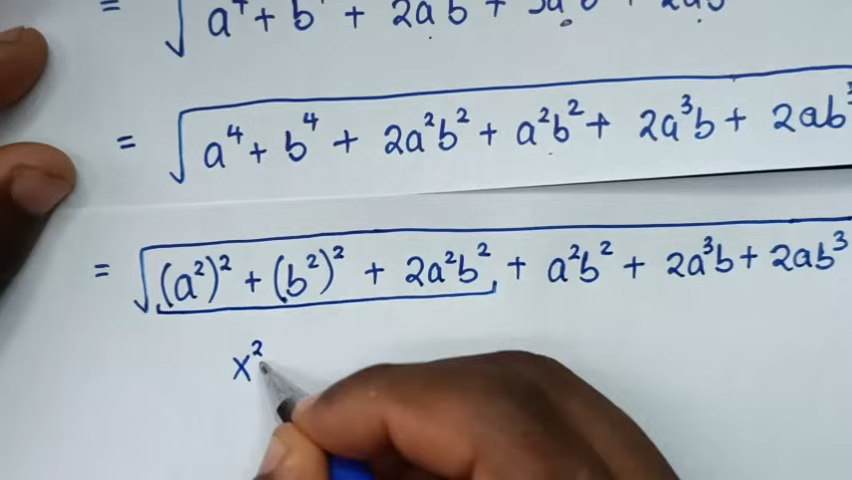 = √a⁴ + b⁴ + 2a²b² + a²b² + 2a³b + 2ab³
= √(a²)² + (b²)² + 2a²b² + a²b² + 2a³b + 2ab³
x²